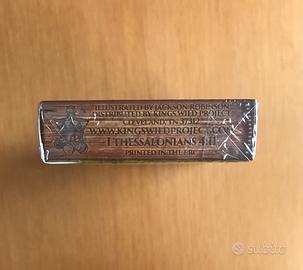 ILLUSTRATED BY JACKSON ROBINSON
DISTRIBUTED BY KINGS WILD PROJECT
CLEVELAND, TN 37312
WWW.KINGSWILDPROJECT.COM
1 THESSALONIANS 4:11
PRINTED IN THE P.R.C.
subito